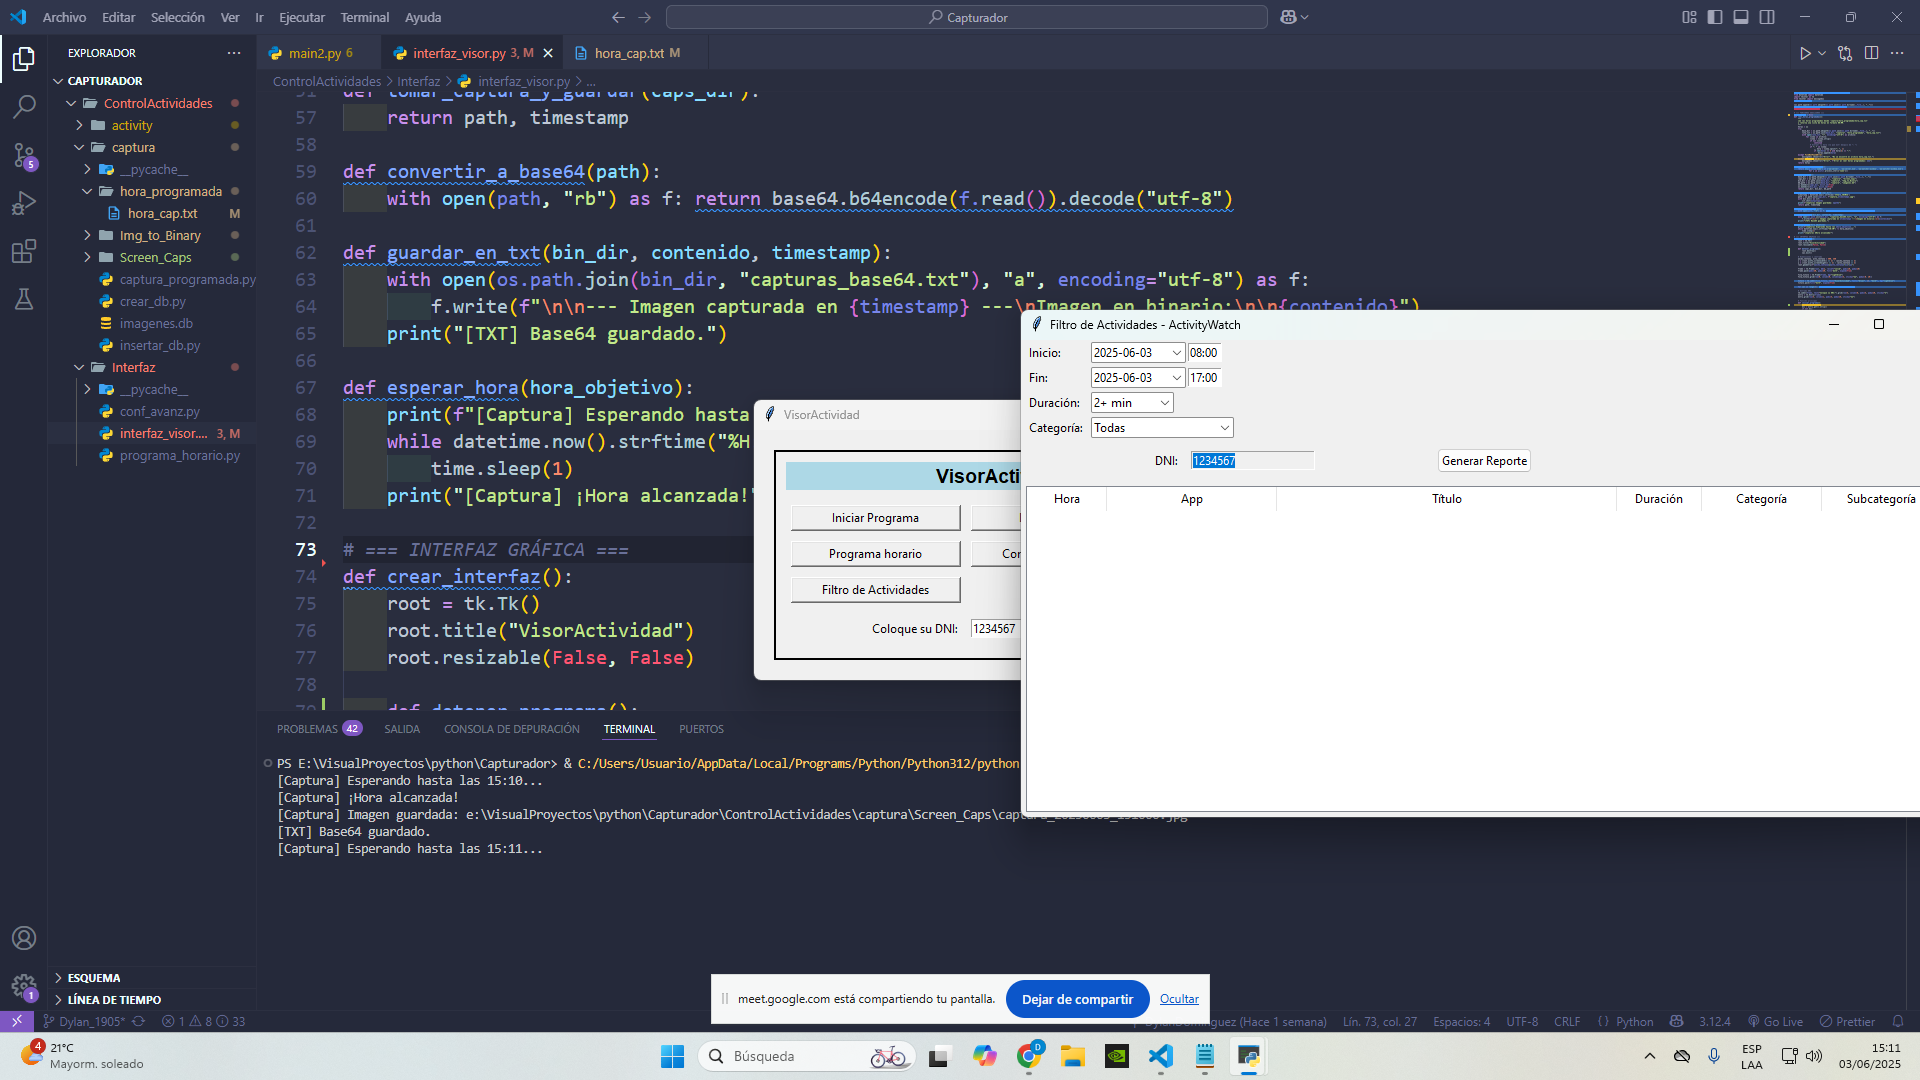 Archivo Editar Selección Ver Ir Ejecutar Terminal Ayuda
Capturador
EXPLORADOR
CAPTURADOR
ControlActividades
activity
captura
__pycache__
hora_programada
hora_cap.txt M
Img_to_Binary
Screen_Caps
captura_programada.py
crear_db.py
imagenes.db
insertar_db.py
Interfaz
__pycache__
conf_avanz.py
interfaz_visor.... 3, M
programa_horario.py
ESQUEMA
LÍNEA DE TIEMPO
5
1
main2.py 6
interfaz_visor.py 3, M
hora_cap.txt M
ControlActividades > Interfaz > interfaz_visor.py > ...
def tomar_captura_y_guardar(caps_dir):
57 return path, timestamp
58
59 def convertir_a_base64(path):
60 with open(path, "rb") as f: return base64.b64encode(f.read()).decode("utf-8")
61
62 def guardar_en_txt(bin_dir, contenido, timestamp):
63 with open(os.path.join(bin_dir, "capturas_base64.txt"), "a", encoding="utf-8") as f:
64 f.write(f"\n\n--- Imagen capturada en {timestamp} ---\nImagen en binario:\n\n{contenido}")
65 print("[TXT] Base64 guardado.")
66
67 def esperar_hora(hora_objetivo):
68 print(f"[Captura] Esperando hasta
69 while datetime.now().strftime("%H
70 time.sleep(1)
71 print("[Captura] ¡Hora alcanzada!"
72
73 # === INTERFAZ GRÁFICA ===
74 def crear_interfaz():
75 root = tk.Tk()
76 root.title("VisorActividad")
77 root.resizable(False, False)
78
79 def detener_programa():
VisorActividad
VisorActi
Iniciar Programa
Programa horario
Con
Filtro de Actividades
Coloque su DNI: 1234567
Filtro de Actividades - ActivityWatch
Inicio: 2025-06-03 08:00
Fin: 2025-06-03 17:00
Duración: 2+ min
Categoría: Todas
DNI: 1234567 Generar Reporte
Hora App Título Duración Categoría Subcategoría
PROBLEMAS 42 SALIDA CONSOLA DE DEPURACIÓN TERMINAL PUERTOS
PS E:\VisualProyectos\python\Capturador> & C:/Users/Usuario/AppData/Local/Programs/Python/Python312/python
[Captura] Esperando hasta las 15:10...
[Captura] ¡Hora alcanzada!
[Captura] Imagen guardada: e:\VisualProyectos\python\Capturador\ControlActividades\captura\Screen_Caps\
[TXT] Base64 guardado.
[Captura] Esperando hasta las 15:11...
meet.google.com está compartiendo tu pantalla. Dejar de compartir Ocultar
Dylan_1905* 1 8 33
(Hace 1 semana) Lín. 73, col. 27 Espacios: 4 UTF-8 CRLF { } Python 3.12.4 Go Live Prettier
4
21°C
Mayorm. soleado
Búsqueda
D
ESP
LAA
15:11
03/06/2025